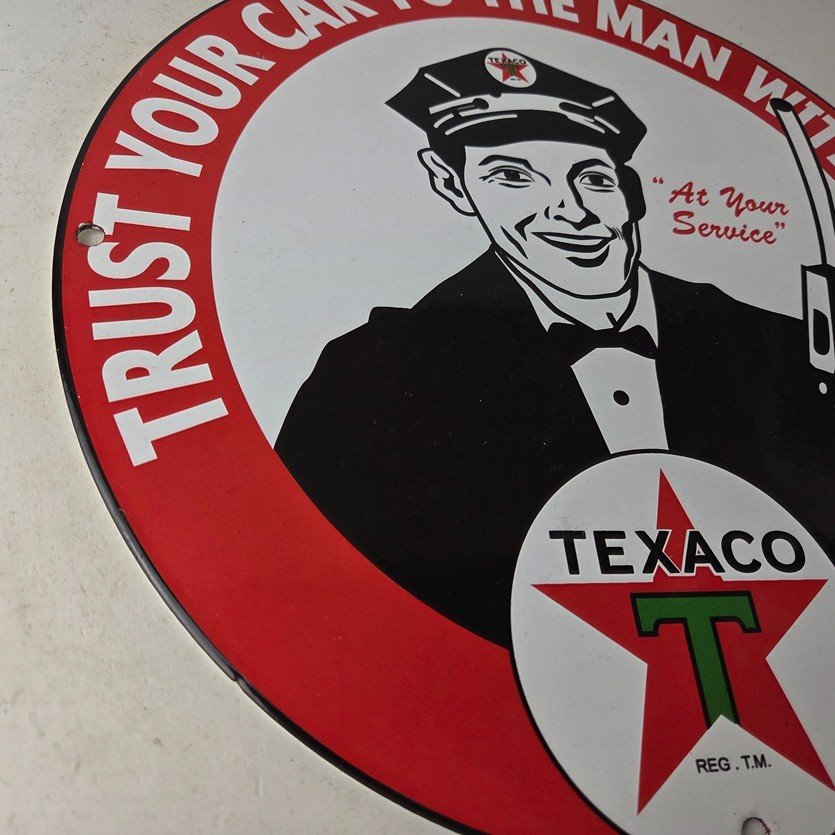 TRUST YOUR CAR TO THE MAN
TEXACO
"At Your
Service"
TEXACO
T
REG . T.M.